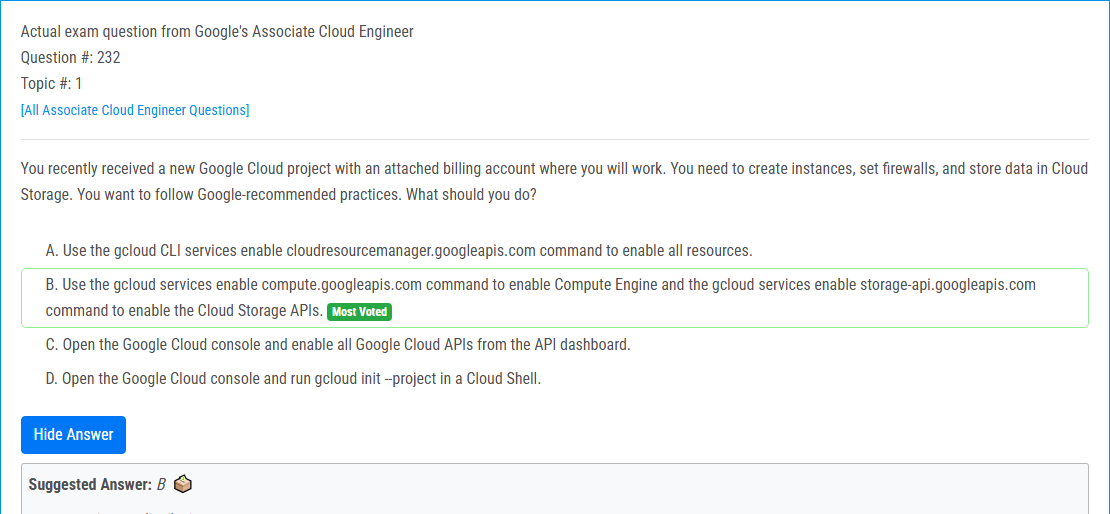 Actual exam question from Google's Associate Cloud Engineer
Question #: 232
Topic #: 1
[All Associate Cloud Engineer Questions]
You recently received a new Google Cloud project with an attached billing account where you will work. You need to create instances, set firewalls, and store data in Cloud
Storage. You want to follow Google-recommended practices. What should you do?
A. Use the gcloud CLI services enable cloudresourcemanager.googleapis.com command to enable all resources.
B. Use the gcloud services enable compute.googleapis.com command to enable Compute Engine and the gcloud services enable storage-api.googleapis.com
command to enable the Cloud Storage APIs. Most Voted
C. Open the Google Cloud console and enable all Google Cloud APIs from the API dashboard.
D. Open the Google Cloud console and run gcloud init --project in a Cloud Shell.
Hide Answer
Suggested Answer: B